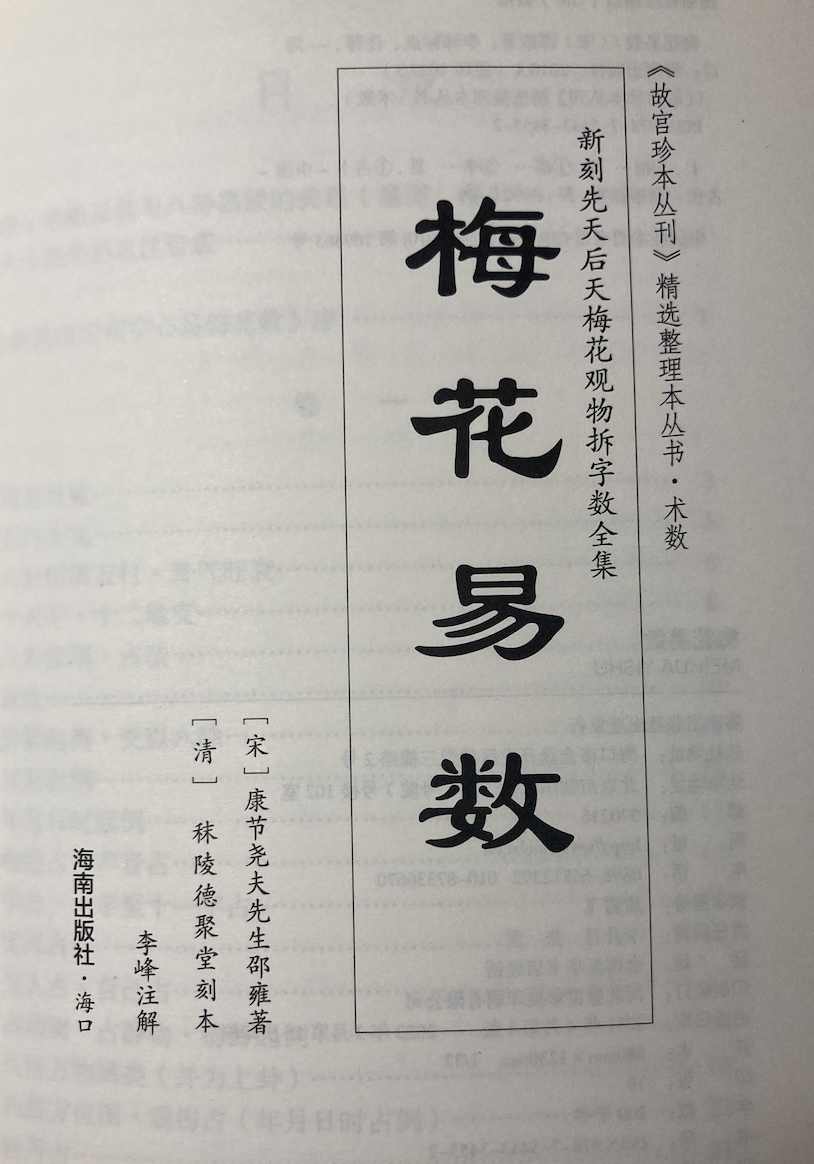 《故宫珍本丛刊》精选整理本丛书·术数
新刻先天后天梅花观物拆字数全集
梅花易数
[宋]康节尧夫先生邵雍著
[清]秣陵德聚堂刻本
李峰注解
海南出版社·海口